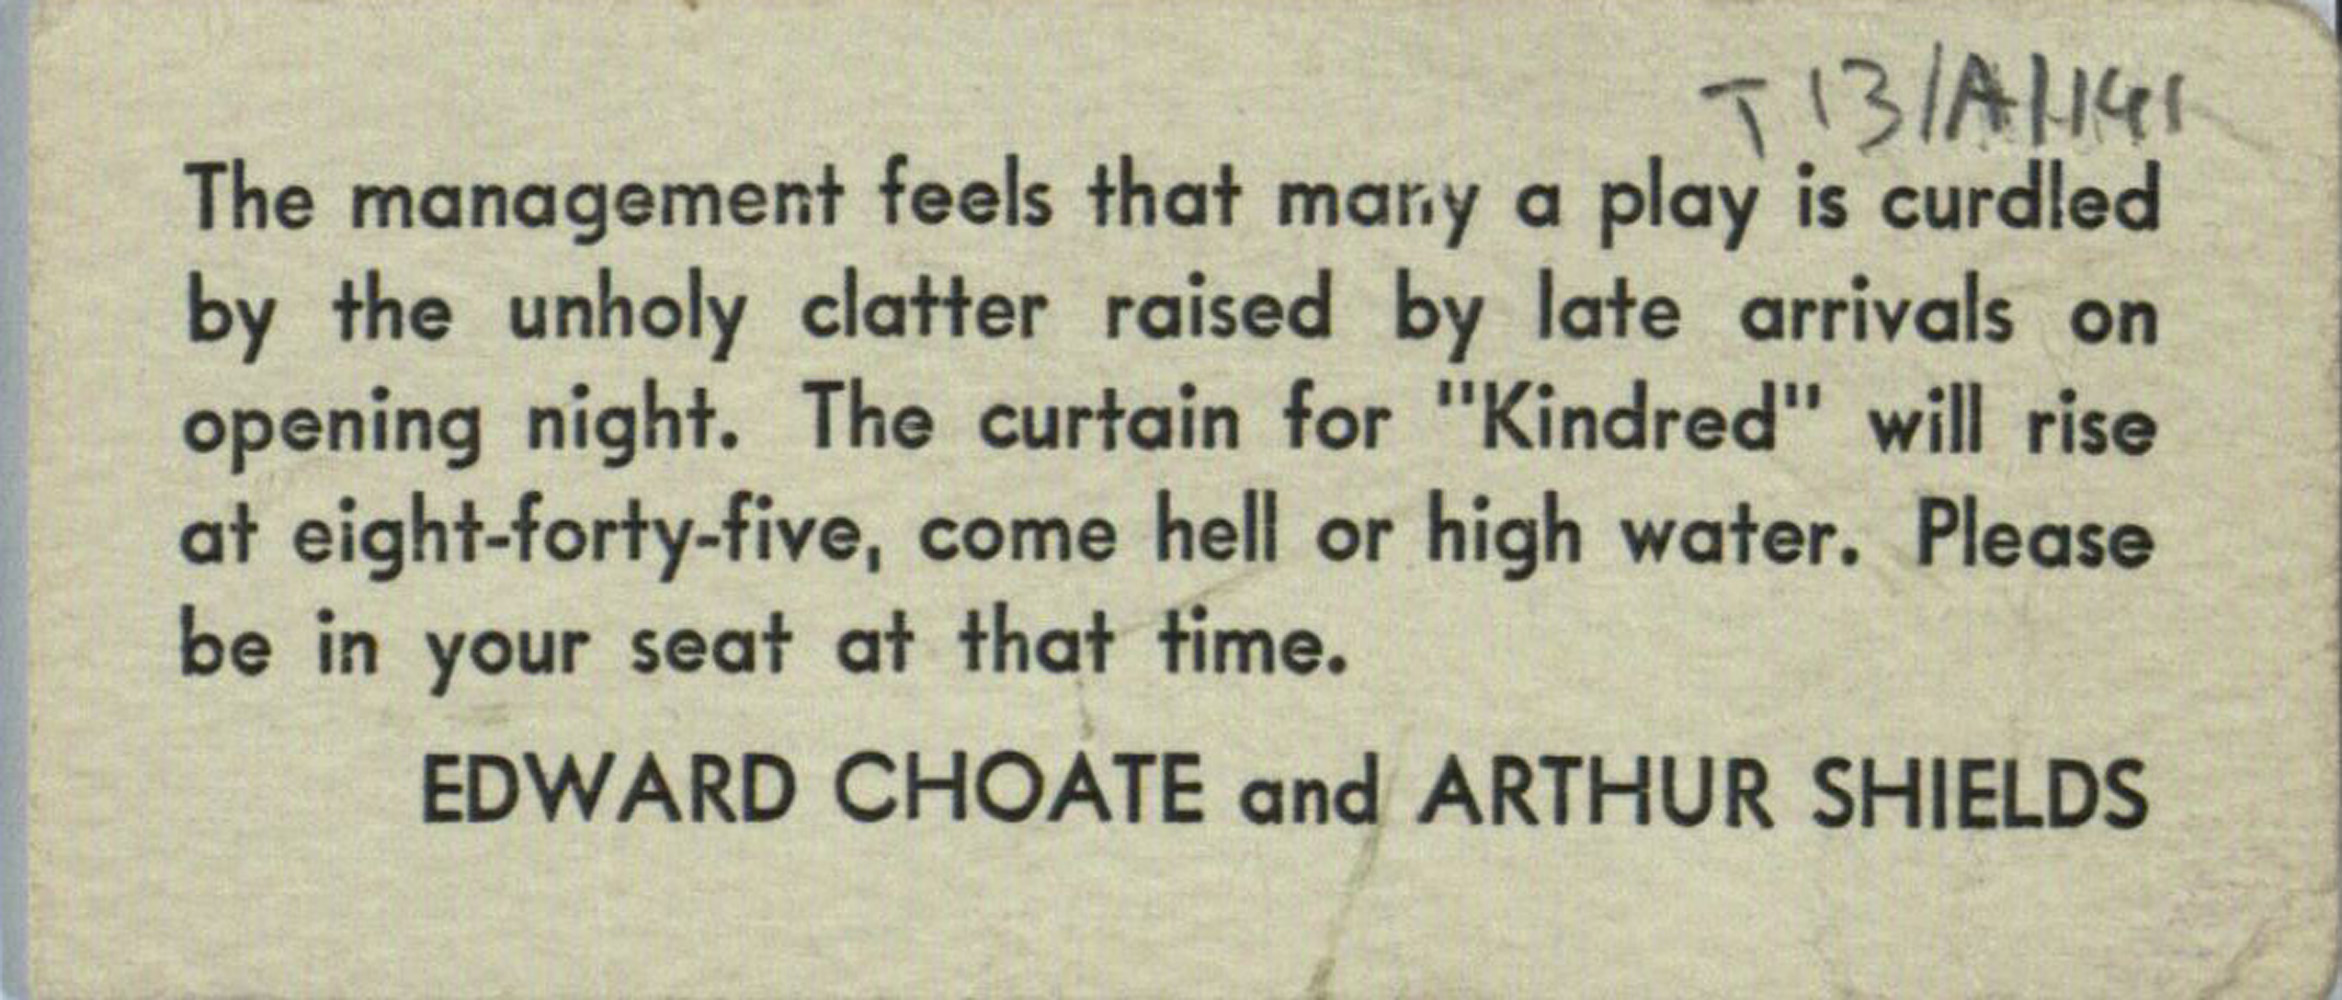 T13/A/141
The management feels that many a play is curdled
by the unholy clatter raised by late arrivals on
opening night. The curtain for "Kindred" will rise
at eight-forty-five, come hell or high water. Please
be in your seat at that time.
EDWARD CHOATE and ARTHUR SHIELDS